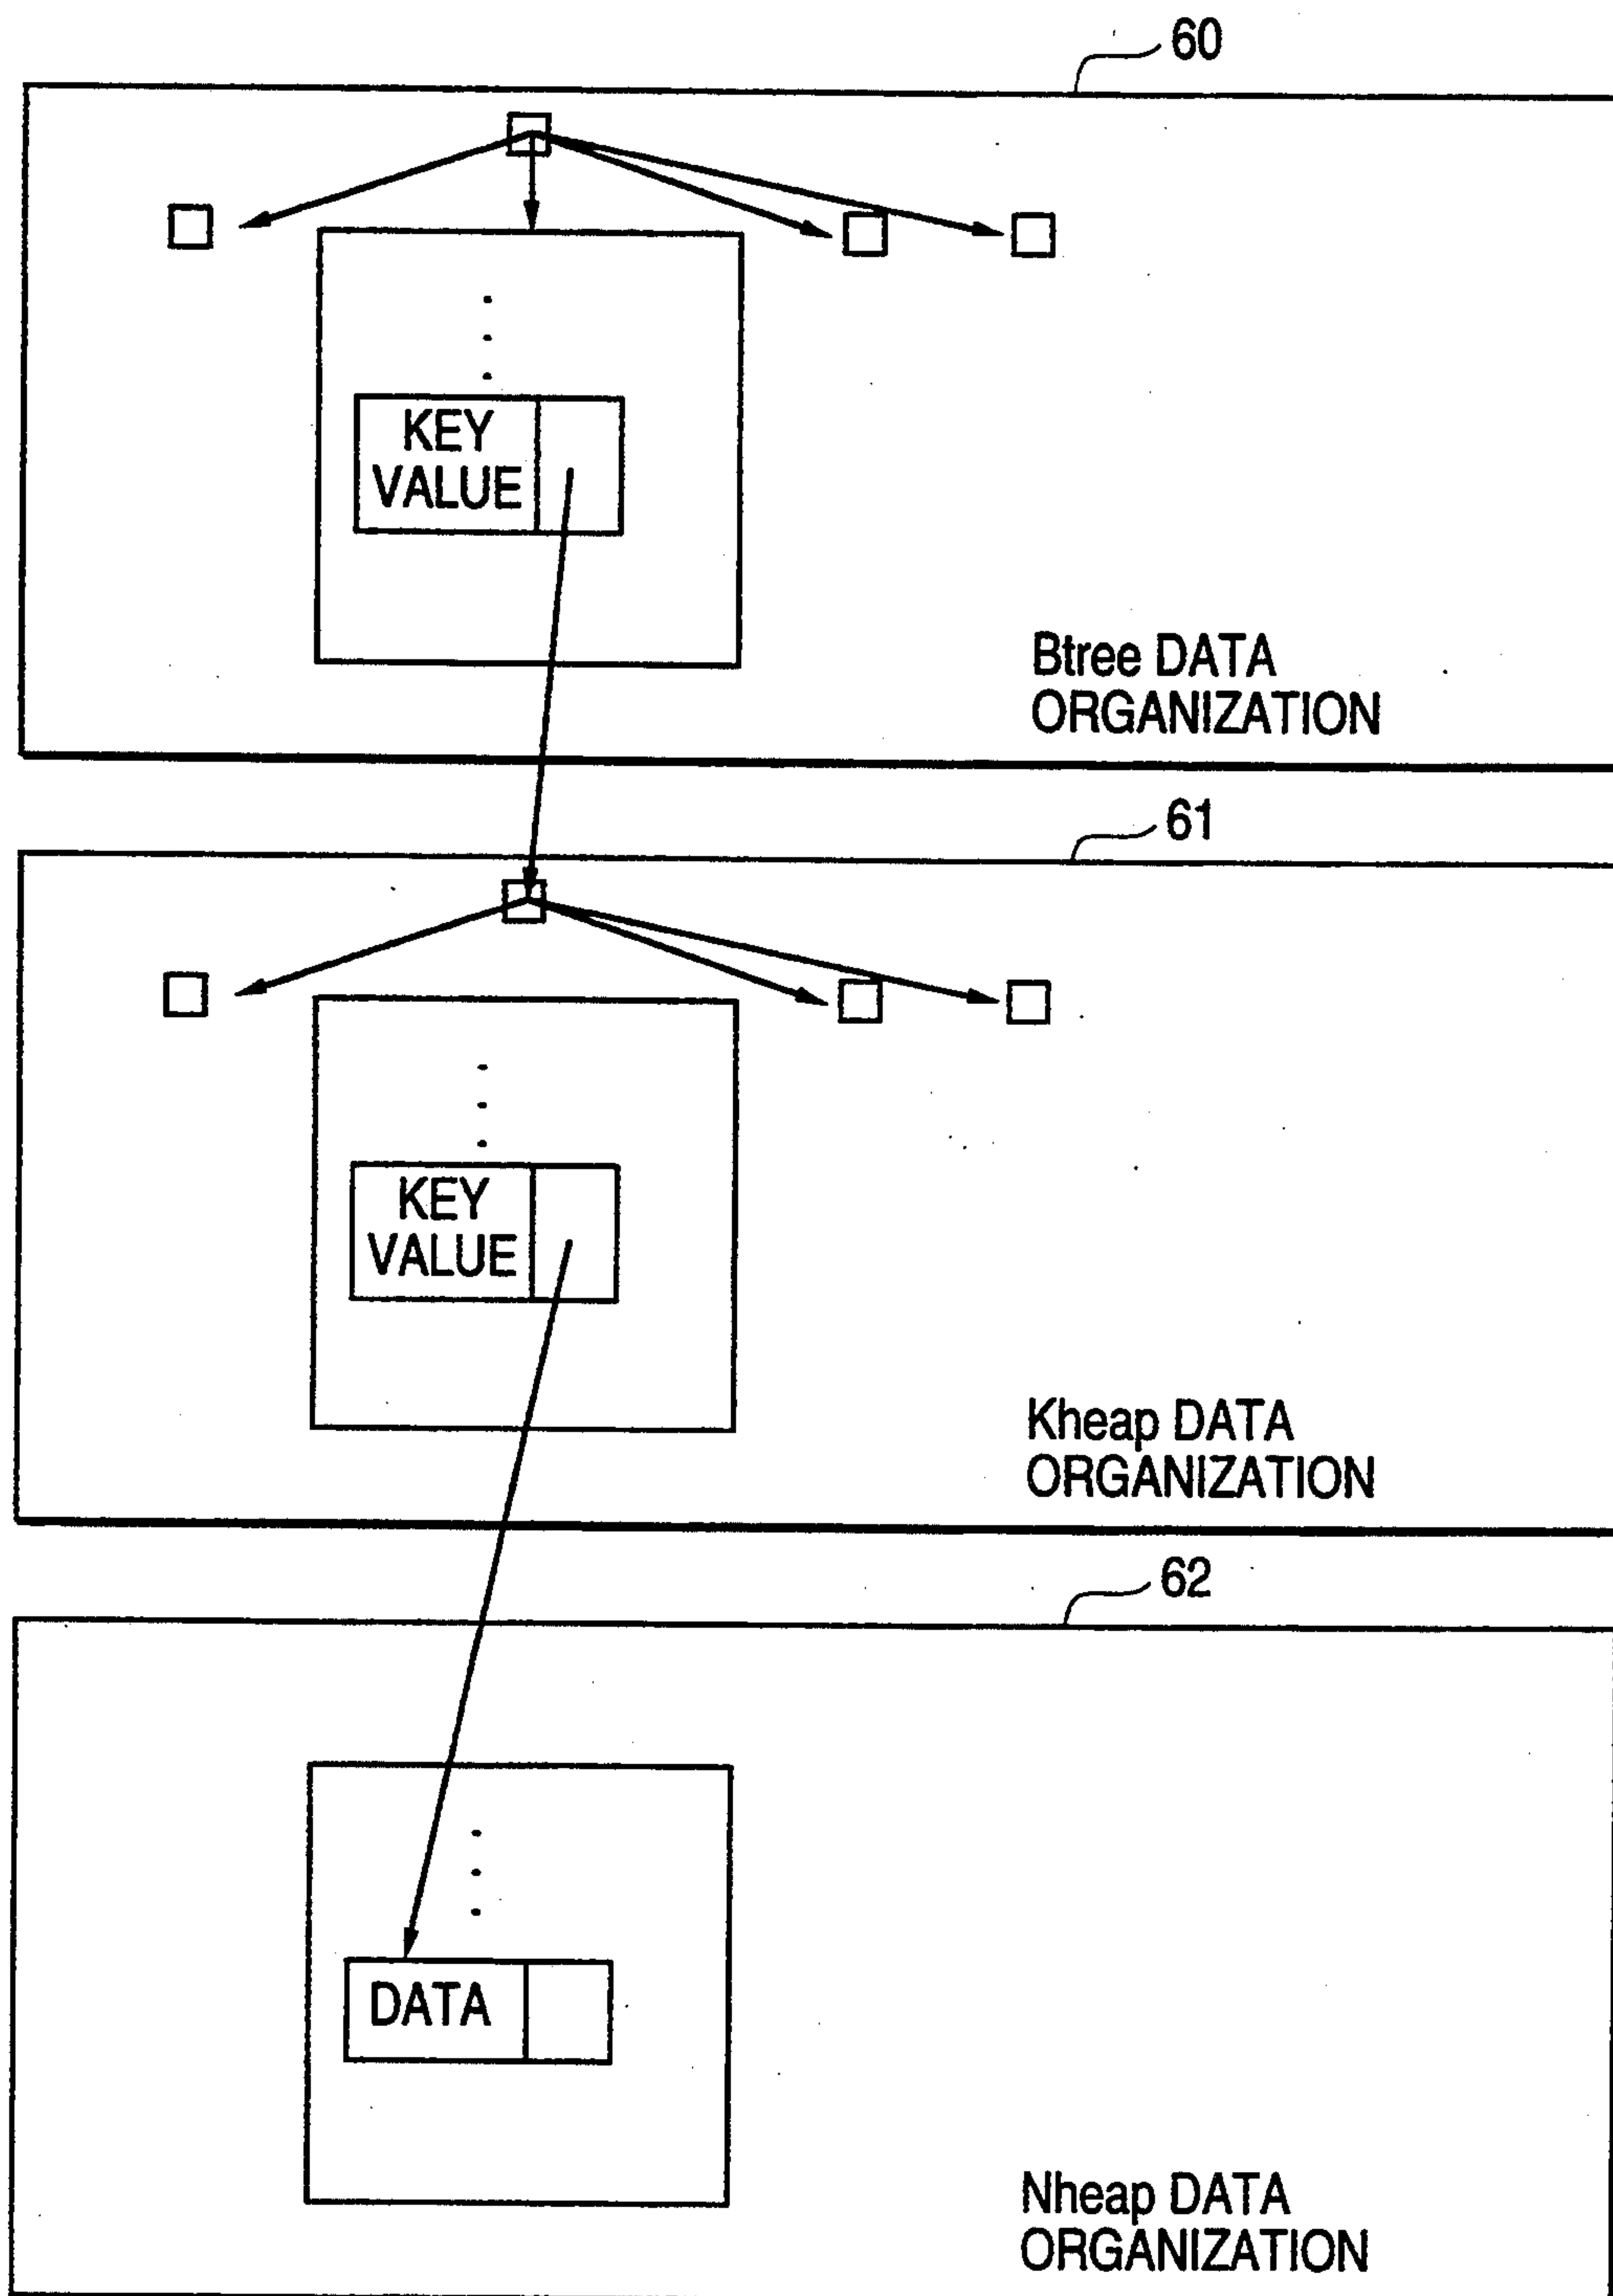 60
KEY
VALUE
Btree DATA
ORGANIZATION
61
KEY
VALUE
Kheap DATA
ORGANIZATION
62
DATA
Nheap DATA
ORGANIZATION